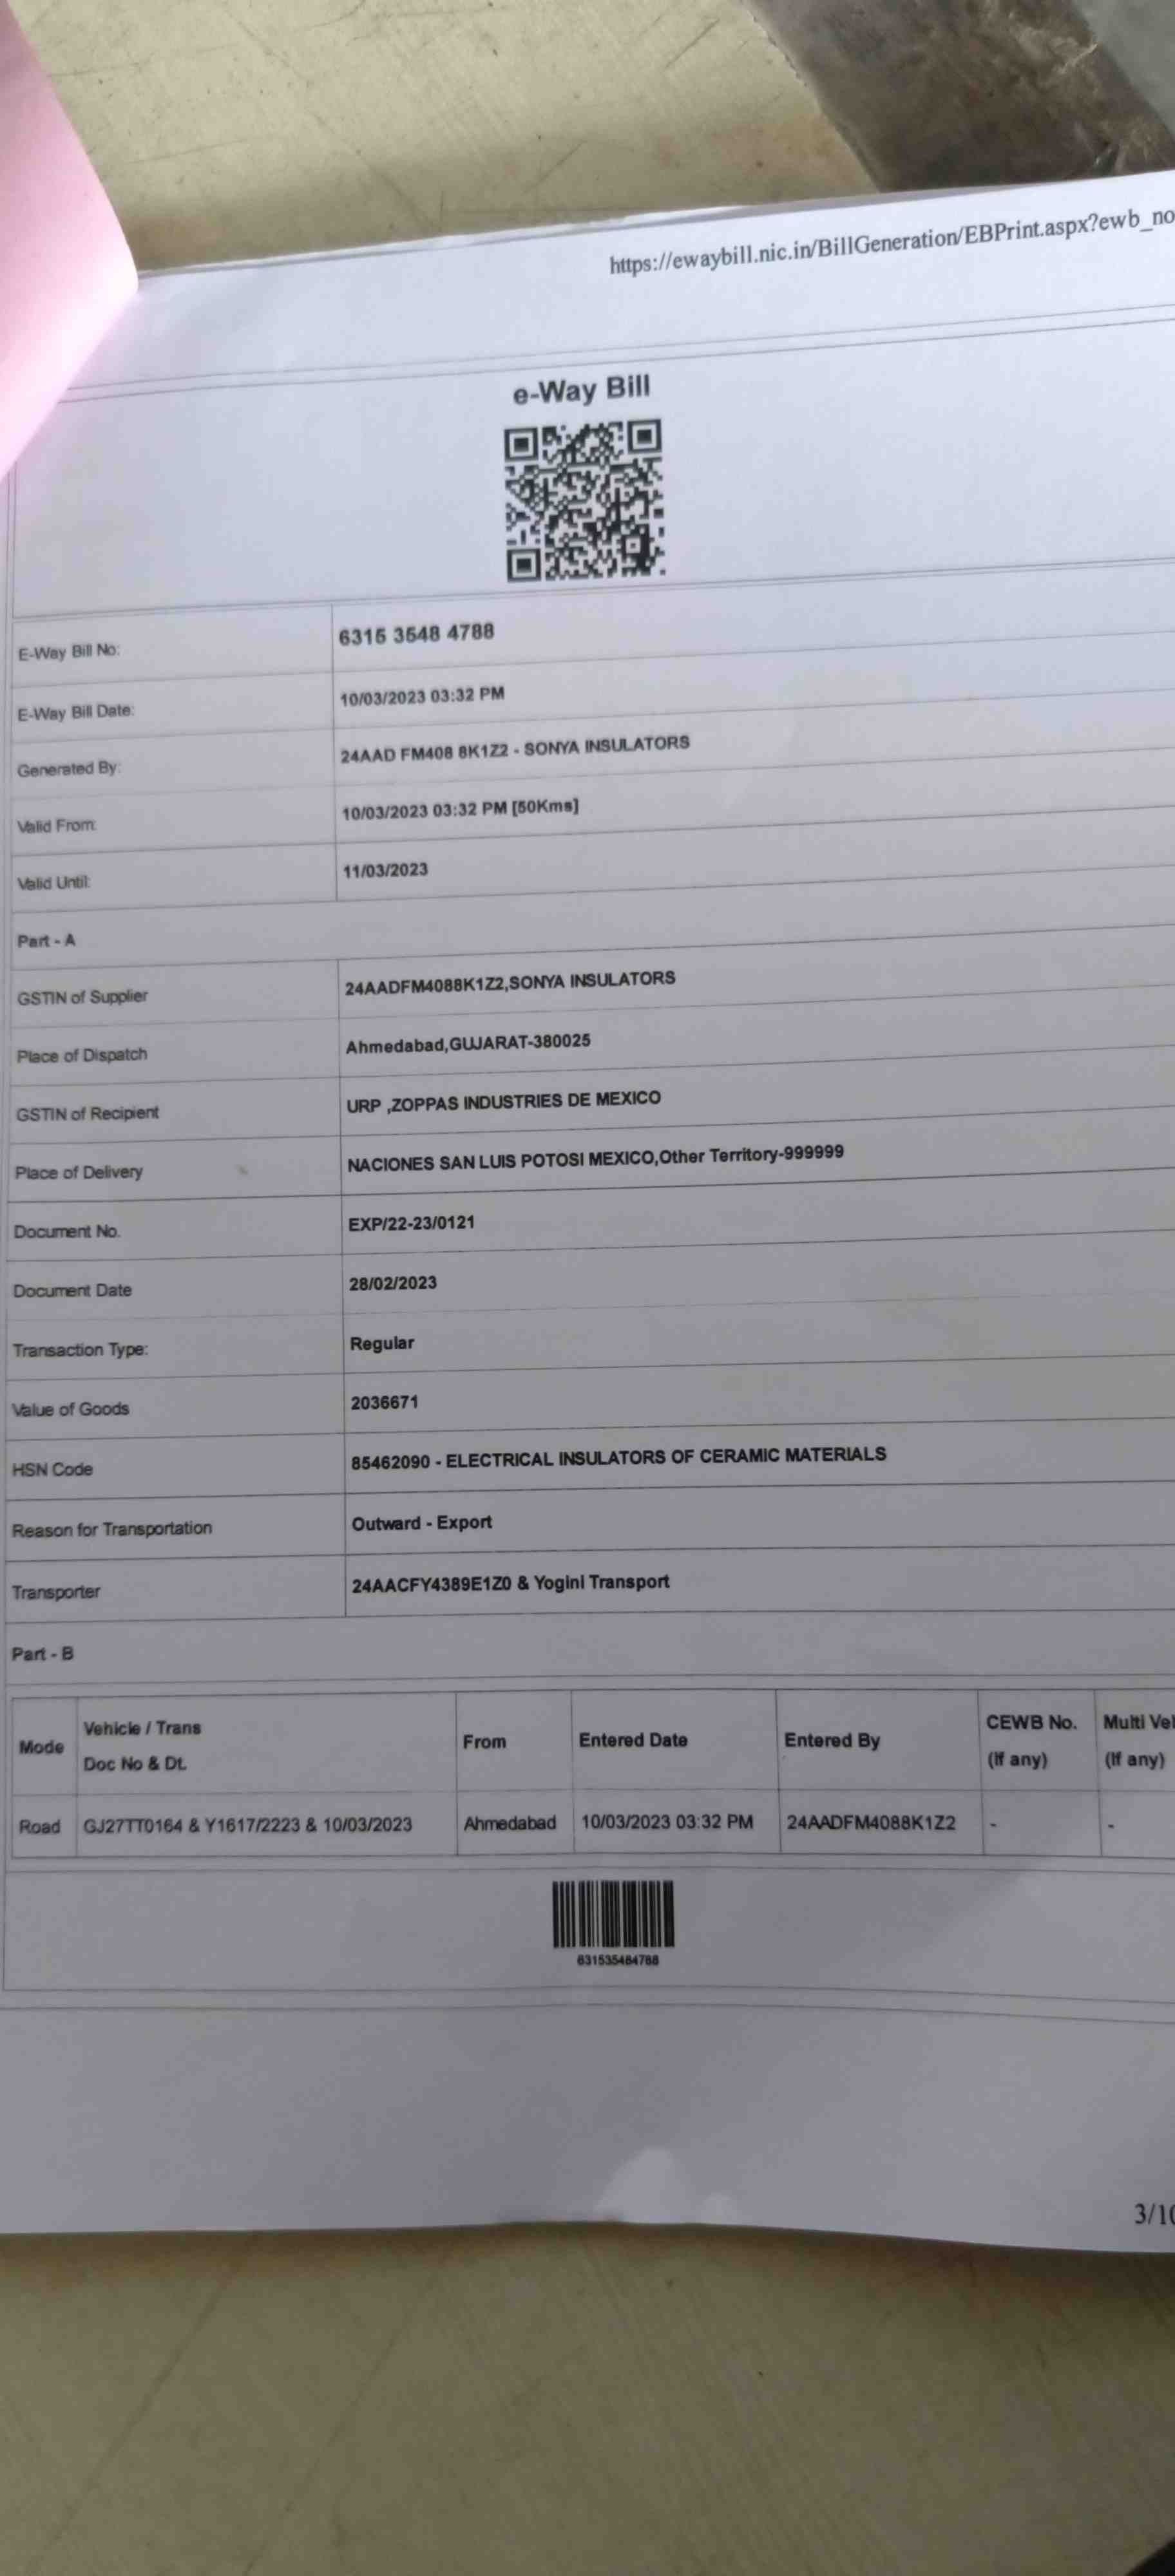 https://ewaybill.nic.in/BillGeneration/EBPrint.aspx?ewb_no
e-Way Bill
E-Way Bill No: 6315 3548 4788
E-Way Bill Date: 10/03/2023 03:32 PM
Generated By: 24AAD FM408 8K1Z2 - SONYA INSULATORS
Valid From: 10/03/2023 03:32 PM [50Kms]
Valid Until: 11/03/2023
Part - A
GSTIN of Supplier 24AADFM4088K1Z2,SONYA INSULATORS
Place of Dispatch Ahmedabad,GUJARAT-380025
GSTIN of Recipient URP ,ZOPPAS INDUSTRIES DE MEXICO
Place of Delivery NACIONES SAN LUIS POTOSI MEXICO,Other Territory-999999
Document No. EXP/22-23/0121
Document Date 28/02/2023
Transaction Type: Regular
Value of Goods 2036671
HSN Code 85462090 - ELECTRICAL INSULATORS OF CERAMIC MATERIALS
Reason for Transportation Outward - Export
Transporter 24AACFY4389E1Z0 & Yogini Transport
Part - B
Mode Vehicle / Trans Doc No & Dt. From Entered Date Entered By CEWB No. (If any) Multi Veh (If any)
Road GJ27TT0164 & Y1617/2223 & 10/03/2023 Ahmedabad 10/03/2023 03:32 PM 24AADFM4088K1Z2 - -
631535484788
3/10